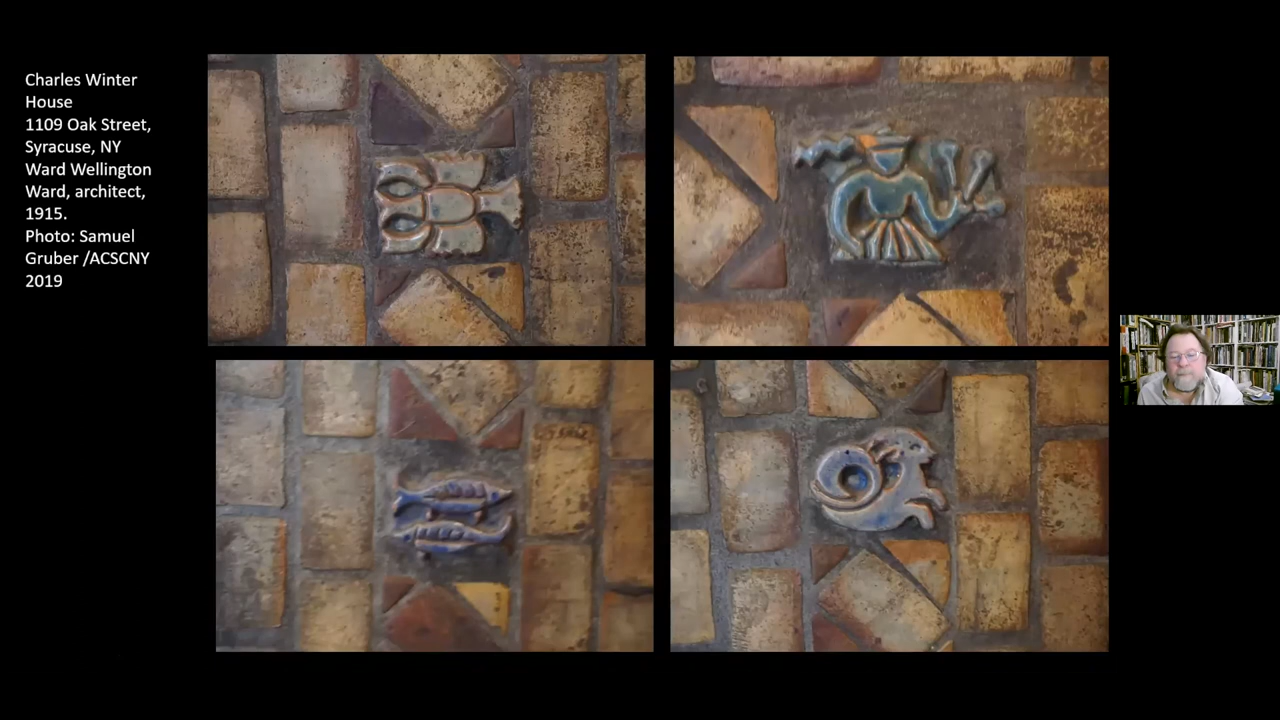 Charles Winter
House
1109 Oak Street,
Syracuse, NY
Ward Wellington
Ward, architect,
1915.
Photo: Samuel
Gruber /ACSCNY
2019